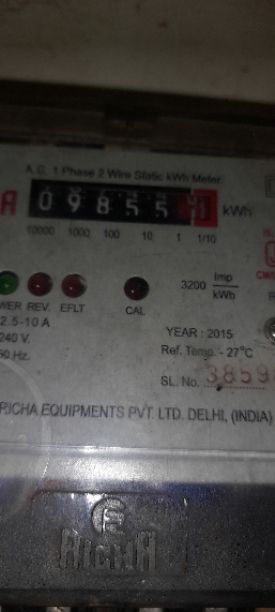 A.C. 1 Phase 2 Wire Static kWh Meter
0 9 8 5 5 kWh
10000 1000 100 10 1 1/10
REV. EFLT CAL 3200 Imp/kWh
2.5-10 A
240 V. YEAR : 2015
50 Hz. Ref. Temp. - 27°C
SL. No. 3859
RICHA EQUIPMENTS PVT. LTD. DELHI, (INDIA)
RICHA